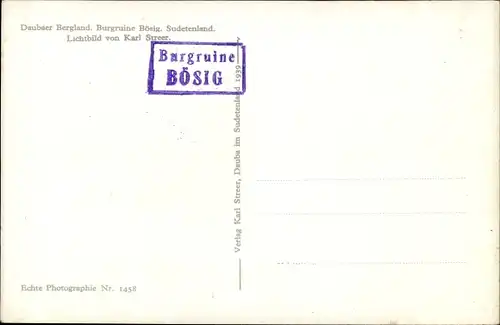 Daubaer Bergland. Burgruine Bösig. Sudetenland.
Lichtbild von Karl Streer.
Burgruine
BÖSIG
Verlag Karl Streer, Dauba im Sudetenland 1939
Echte Photographie Nr. 1458